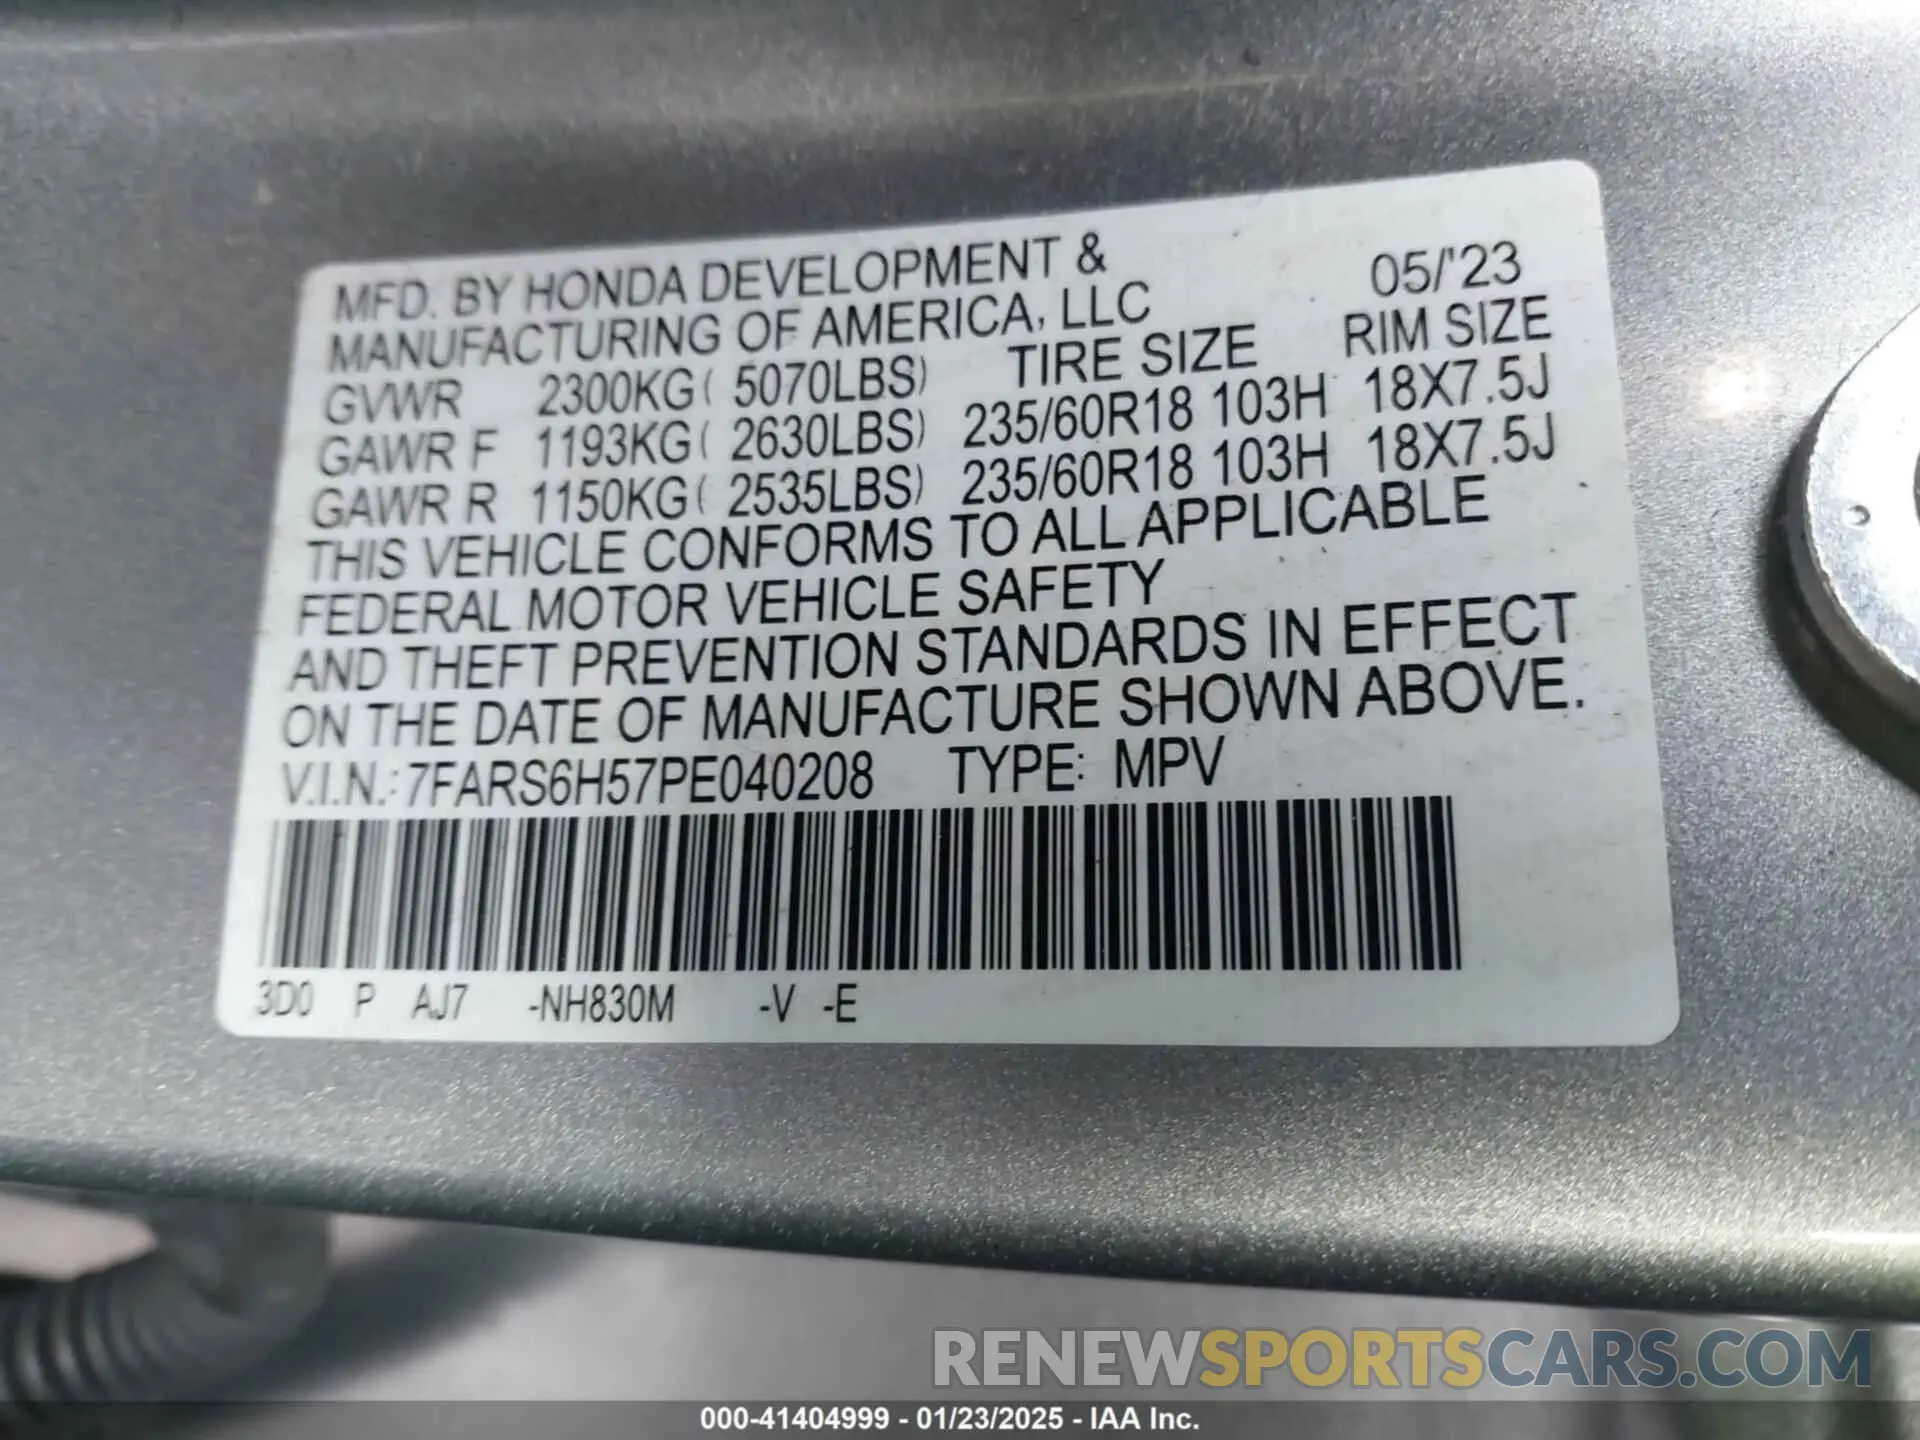 MFD. BY HONDA DEVELOPMENT &
MANUFACTURING OF AMERICA, LLC 05/'23
GVWR 2300KG( 5070LBS) TIRE SIZE RIM SIZE
GAWR F 1193KG( 2630LBS) 235/60R18 103H 18X7.5J
GAWR R 1150KG( 2535LBS) 235/60R18 103H 18X7.5J
THIS VEHICLE CONFORMS TO ALL APPLICABLE
FEDERAL MOTOR VEHICLE SAFETY
AND THEFT PREVENTION STANDARDS IN EFFECT
ON THE DATE OF MANUFACTURE SHOWN ABOVE.
V.I.N.: 7FARS6H57PE040208 TYPE: MPV
3D0 P AJ7 -NH830M -V -E
RENEWSPORTSCARS.COM
000-41404999 - 01/23/2025 - IAA Inc.